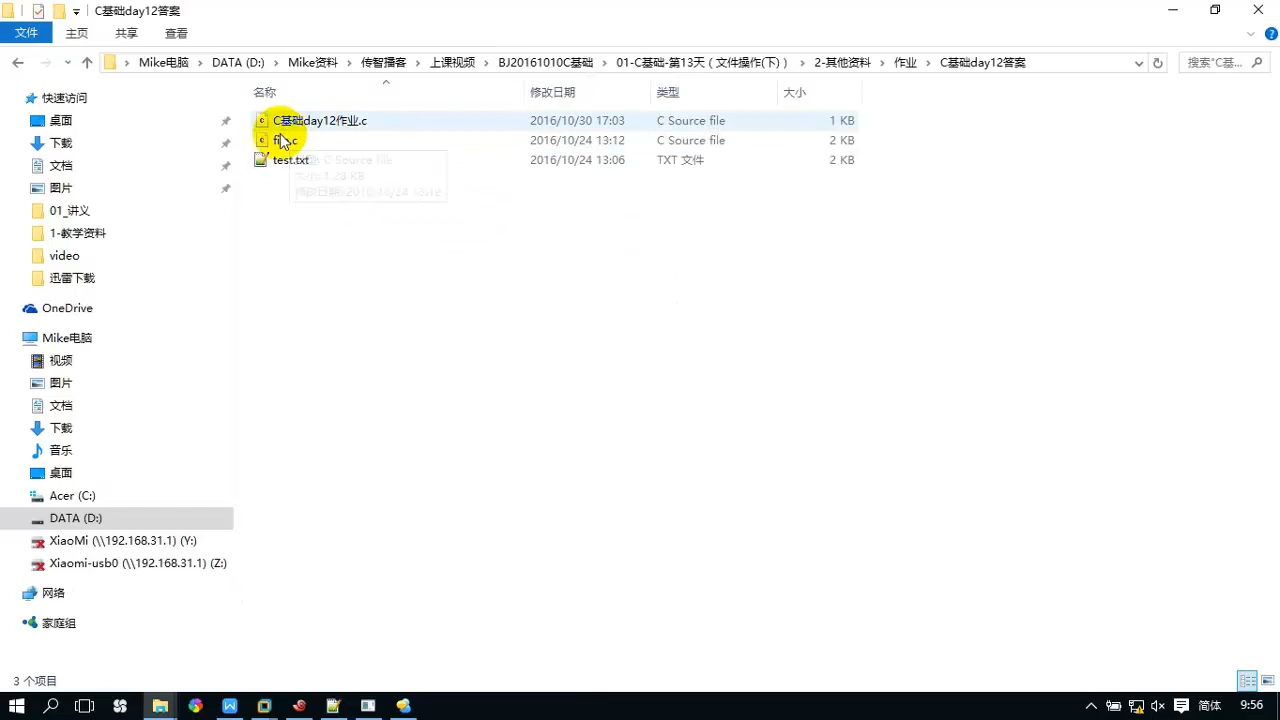 C基础day12答案
文件 主页 共享 查看
Mike电脑 DATA (D:) Mike资料 传智播客 上课视频 BJ20161010C基础 01-C基础-第13天（文件操作(下)） 2-其他资料 作业 C基础day12答案 搜索"C基...
名称 修改日期 类型 大小
C基础day12作业.c 2016/10/30 17:03 C Source file 1 KB
2016/10/24 13:12 C Source file 2 KB
test.txt 2016/10/24 13:06 TXT 文件 2 KB
C Source file
快速访问
桌面
下载
文档
图片
01_讲义
1-教学资料
video
迅雷下载
OneDrive
Mike电脑
视频
图片
文档
下载
音乐
桌面
Acer (C:)
DATA (D:)
XiaoMi (\\192.168.31.1) (Y:)
Xiaomi-usb0 (\\192.168.31.1) (Z:)
网络
家庭组
3 个项目
简体 9:56